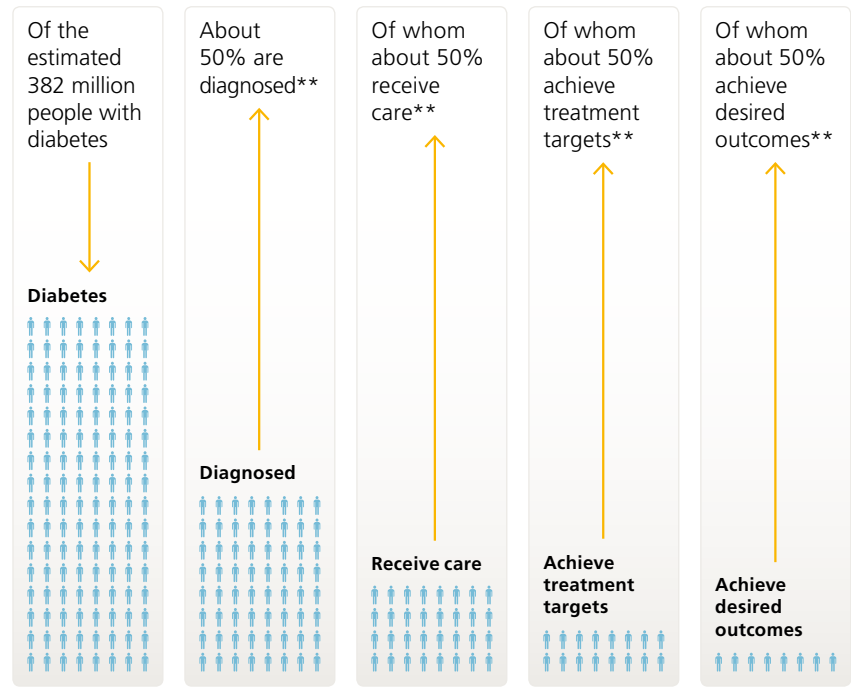 Of the
estimated
382 million
people with
diabetes
Diabetes
About
50% are
diagnosed**
Diagnosed
Of whom
about 50%
receive
care**
Receive care
Of whom
about 50%
achieve
treatment
targets**
Achieve
treatment
targets
Of whom
about 50%
achieve
desired
outcomes**
Achieve
desired
outcomes